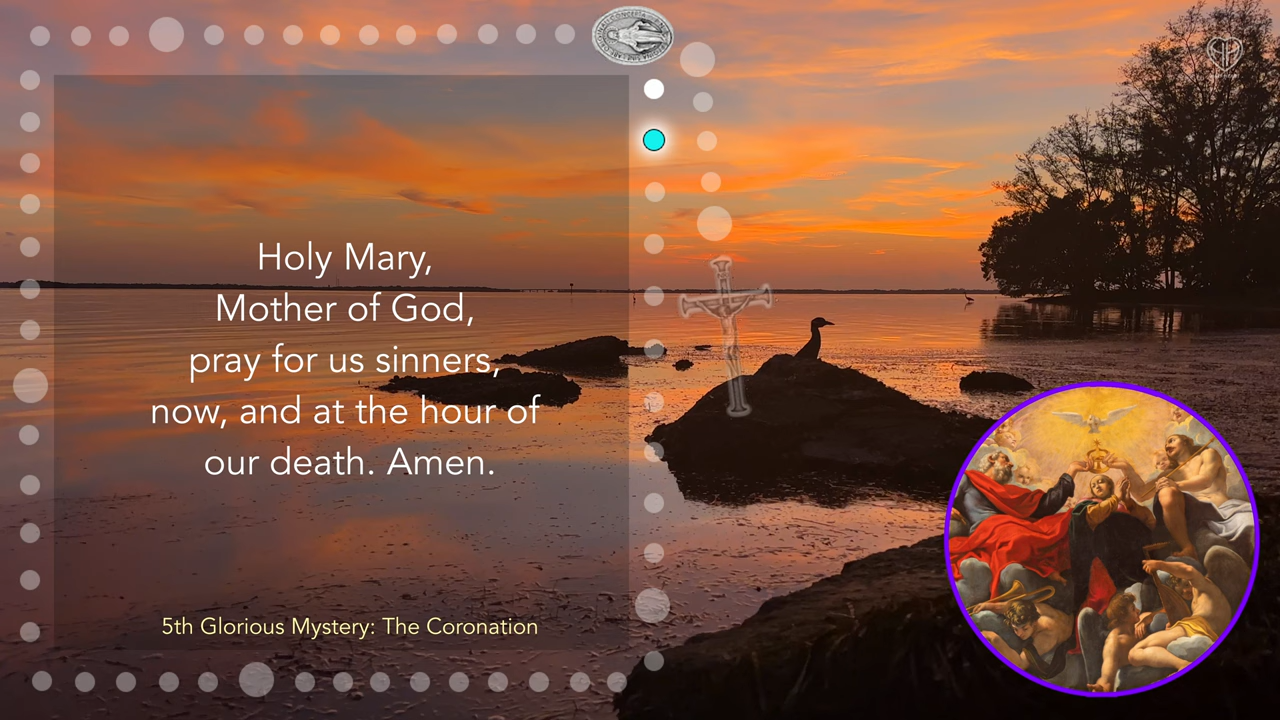 Holy Mary,
Mother of God,
pray for us sinners,
now, and at the hour of
our death. Amen.
5th Glorious Mystery: The Coronation